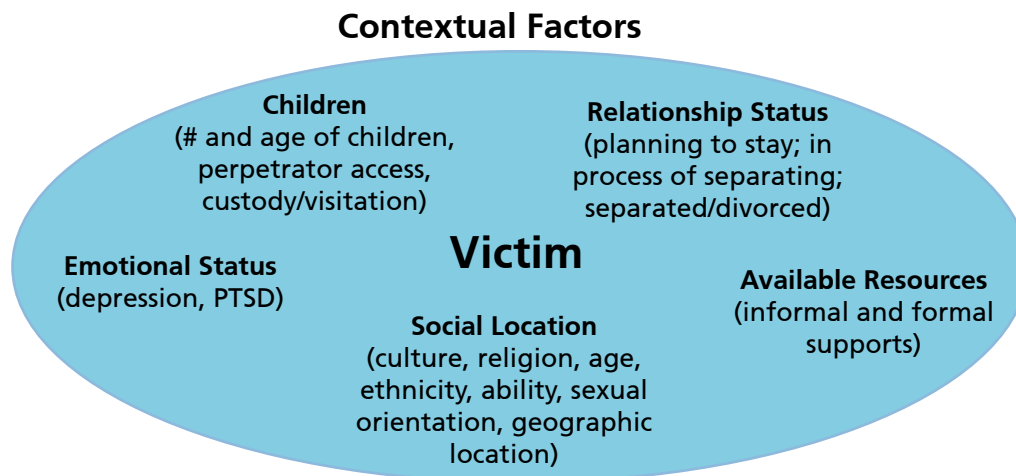 Contextual Factors
Children
(# and age of children,
perpetrator access,
custody/visitation)
Relationship Status
(planning to stay; in
process of separating;
separated/divorced)
Victim
Emotional Status
(depression, PTSD)
Available Resources
(informal and formal
supports)
Social Location
(culture, religion, age,
ethnicity, ability, sexual
orientation, geographic
location)